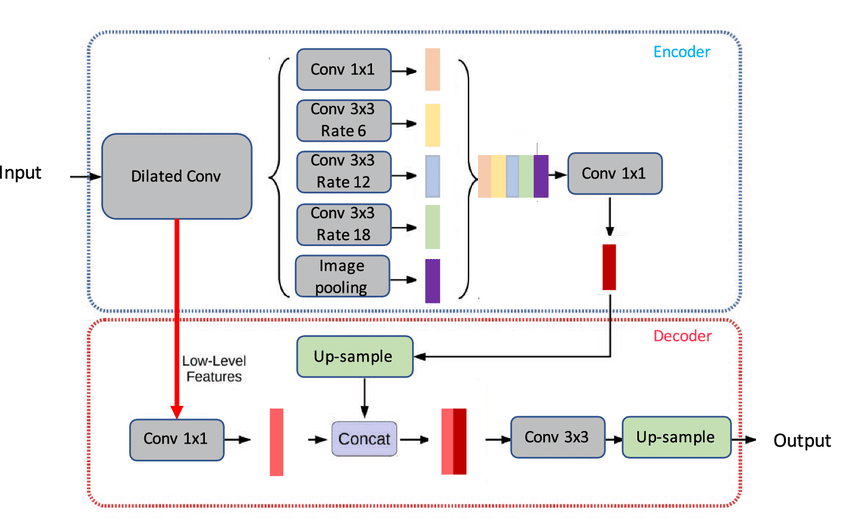 Encoder
Conv 1x1
Conv 3x3
Rate 6
Input
Dilated Conv
Conv 3x3
Rate 12
Conv 1x1
Conv 3x3
Rate 18
Image
pooling
Decoder
Low-Level
Features
Up-sample
Conv 1x1
Concat
Conv 3x3
Up-sample
Output